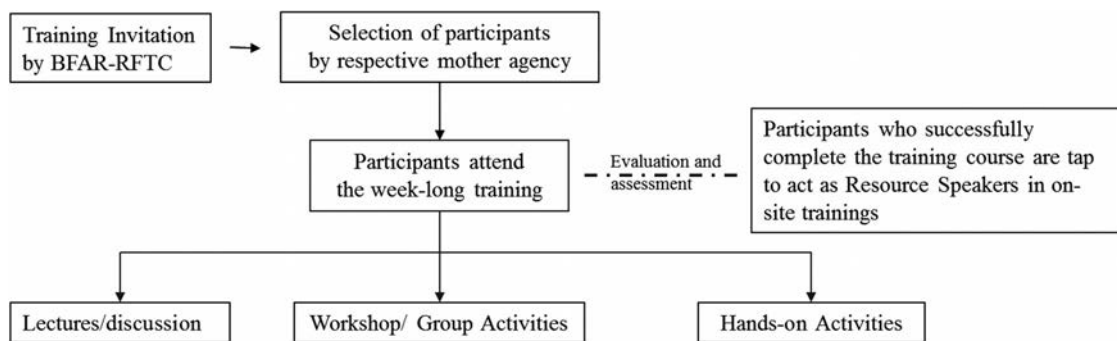 Training Invitation
by BFAR-RFTC
Selection of participants
by respective mother agency
Participants attend
the week-long training
Evaluation and
assessment
Participants who successfully
complete the training course are tap
to act as Resource Speakers in on-
site trainings
Lectures/discussion
Workshop/ Group Activities
Hands-on Activities